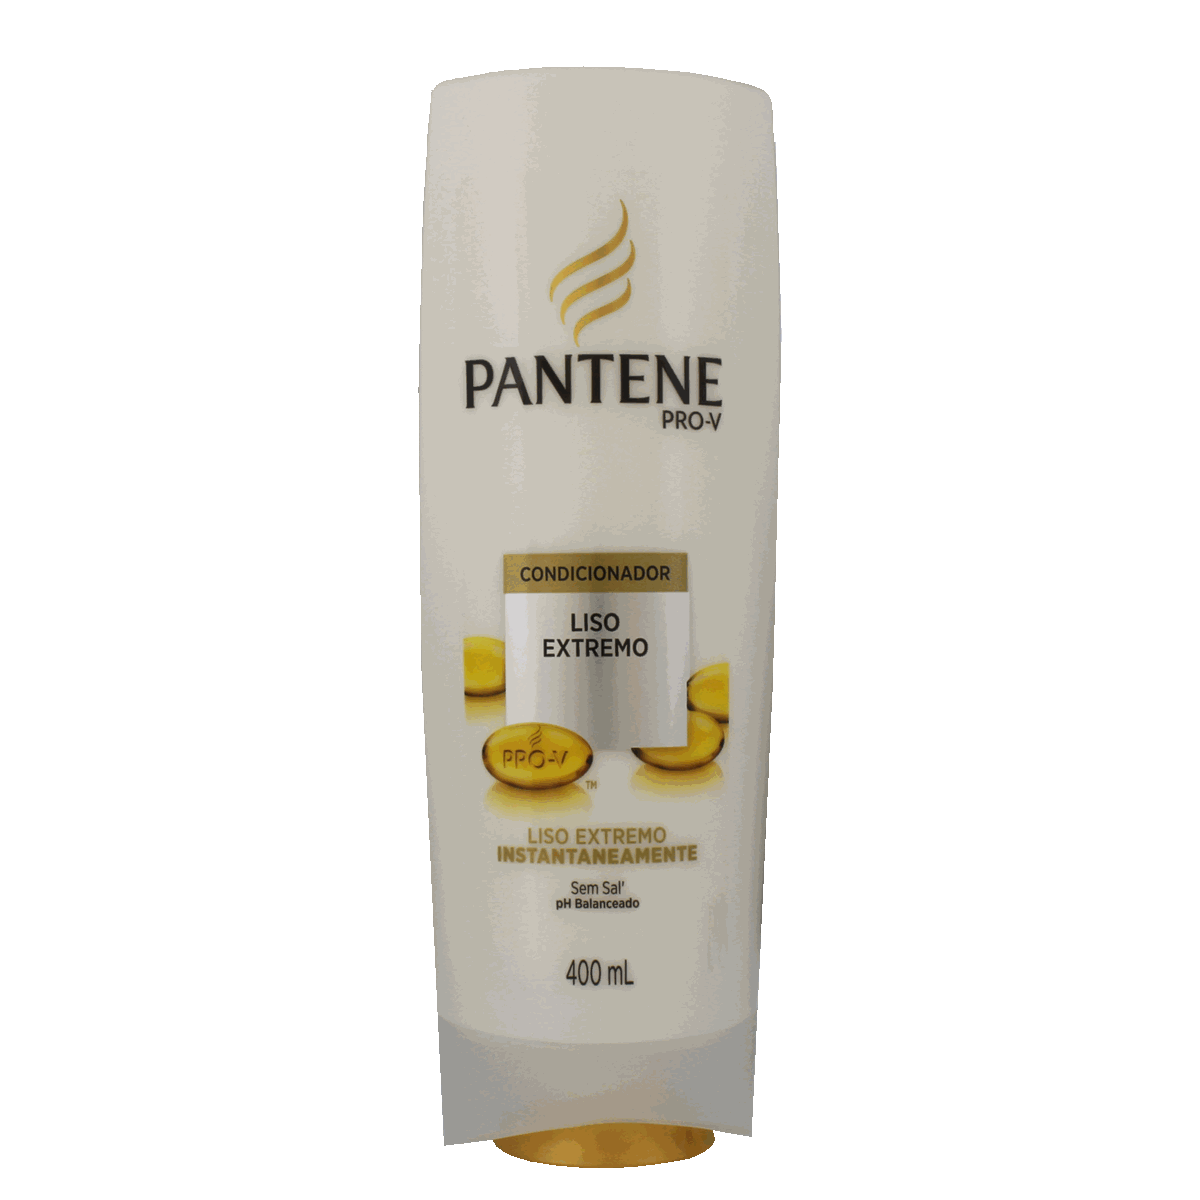 PANTENE
PRO-V
CONDICIONADOR
LISO
EXTREMO
PRO-V
TM
LISO EXTREMO
INSTANTANEAMENTE
Sem Sal'
pH Balanceado
400 mL